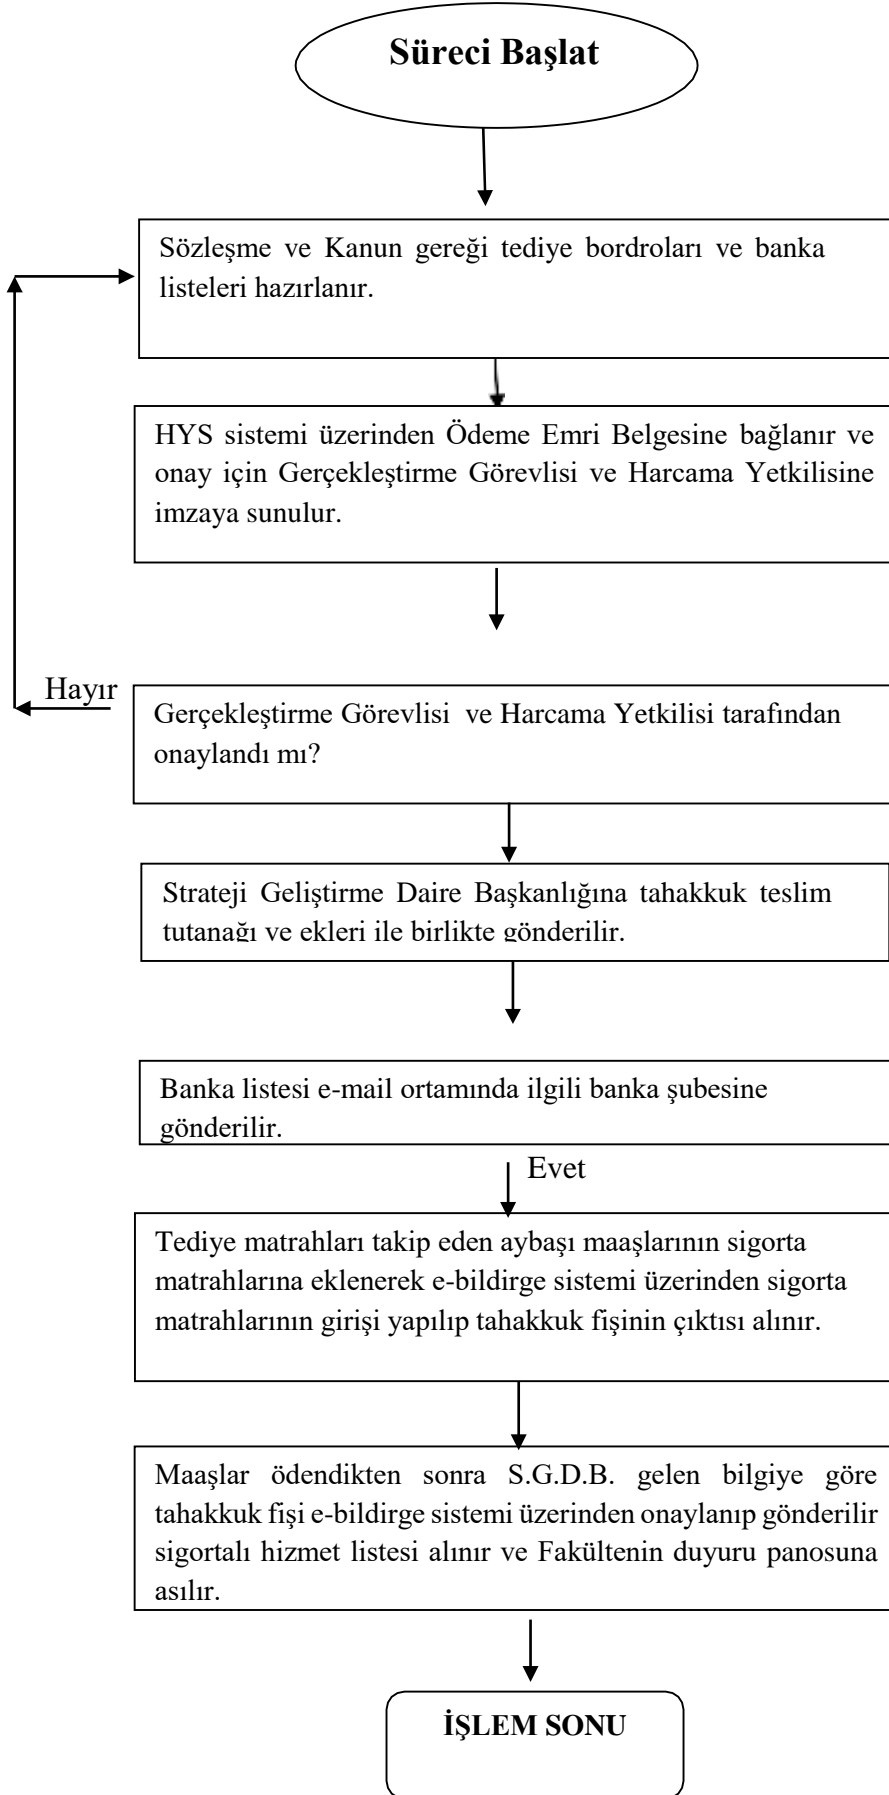 Süreci Başlat
Sözleşme ve Kanun gereği tediye bordroları ve banka
listeleri hazırlanır.
HYS sistemi üzerinden Ödeme Emri Belgesine bağlanır ve
onay için Gerçekleştirme Görevlisi ve Harcama Yetkilisine
imzaya sunulur.
Hayır
Gerçekleştirme Görevlisi ve Harcama Yetkilisi tarafından
onaylandı mı?
Strateji Geliştirme Daire Başkanlığına tahakkuk teslim
tutanağı ve ekleri ile birlikte gönderilir.
Banka listesi e-mail ortamında ilgili banka şubesine
gönderilir.
Evet
Tediye matrahları takip eden aybaşı maaşlarının sigorta
matrahlarına eklenerek e-bildirge sistemi üzerinden sigorta
matrahlarının girişi yapılıp tahakkuk fişinin çıktısı alınır.
Maaşlar ödendikten sonra S.G.D.B. gelen bilgiye göre
tahakkuk fişi e-bildirge sistemi üzerinden onaylanıp gönderilir
sigortalı hizmet listesi alınır ve Fakültenin duyuru panosuna
asılır.
İŞLEM SONU